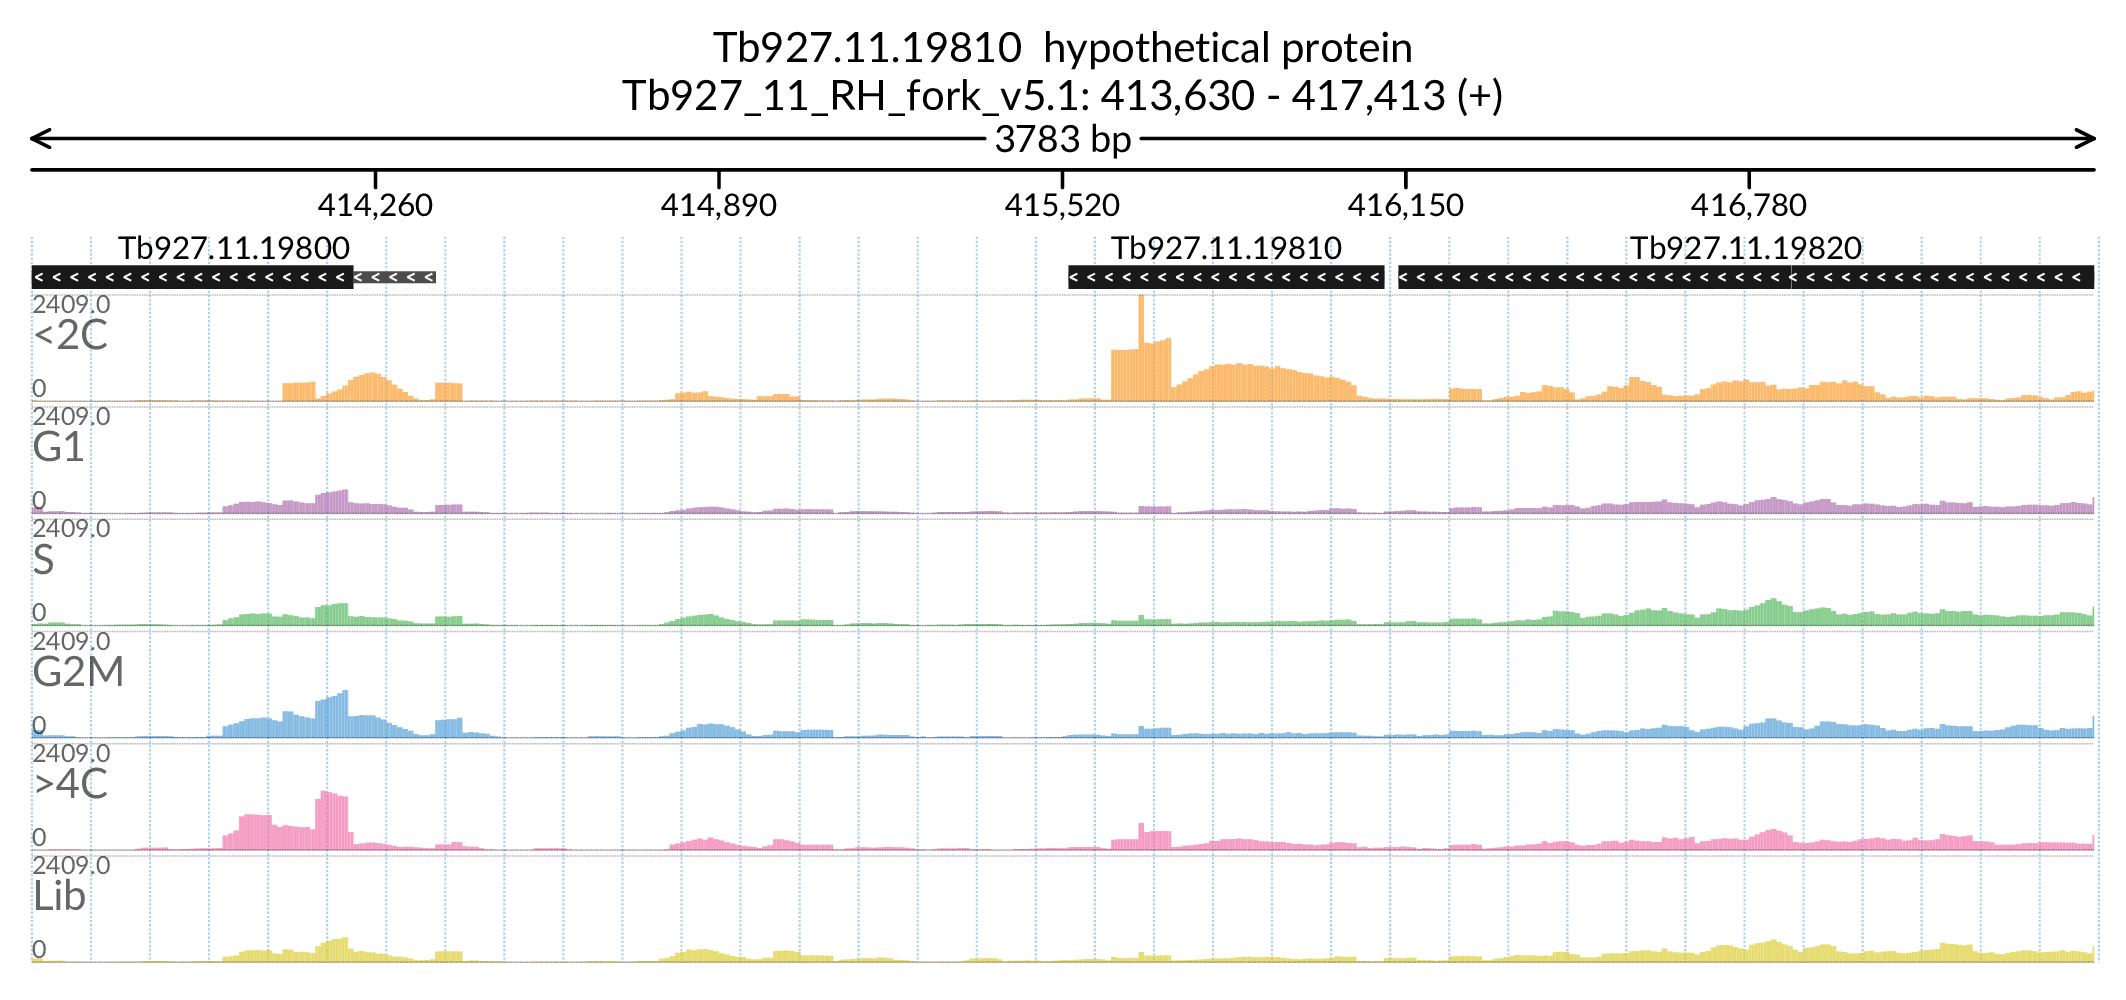 Tb927.11.19810  hypothetical protein
Tb927_11_RH_fork_v5.1: 413,630 - 417,413 (+)
3783 bp
414,260 414,890 415,520 416,150 416,780
Tb927.11.19800 Tb927.11.19810 Tb927.11.19820
2409.0
<2C
0
2409.0
G1
0
2409.0
S
0
2409.0
G2M
0
2409.0
>4C
0
2409.0
Lib
0